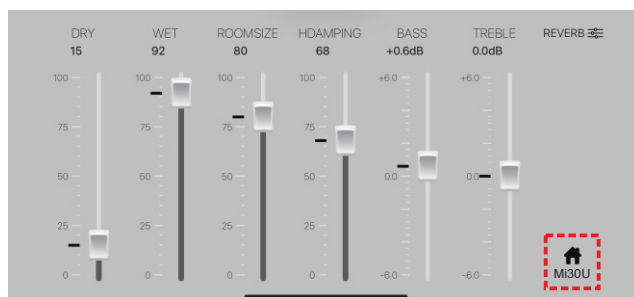 DRY WET ROOMSIZE HDAMPING BASS TREBLE REVERB
15 92 80 68 +0.6dB 0.0dB
100 100 100 100 +6.0 +6.0
75 75 75 75
50 50 50 50 0.0 0.0
25 25 25 25
0 0 0 0 -6.0 -6.0
Mi30U